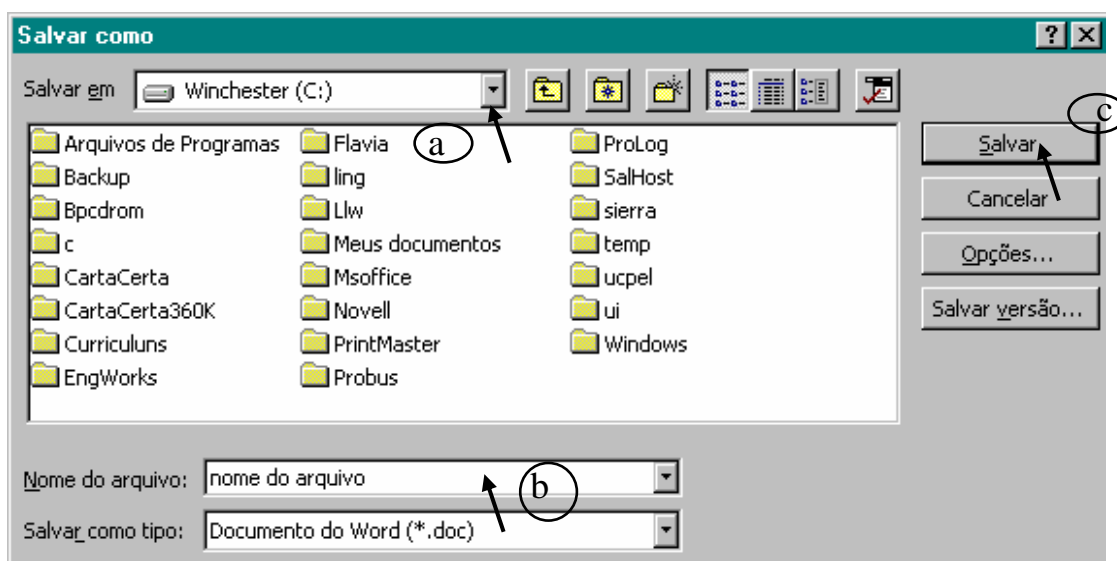 Salvar como
Salvar em Winchester (C:)
c
Arquivos de Programas Flavia a ProLog Salvar
Backup ling SalHost
Bpcdrom Llw sierra Cancelar
c Meus documentos temp
CartaCerta Msoffice ucpel Opções...
CartaCerta360K Novell ui Salvar versão...
Curriculuns PrintMaster Windows
EngWorks Probus
Nome do arquivo: nome do arquivo b
Salvar como tipo: Documento do Word (*.doc)